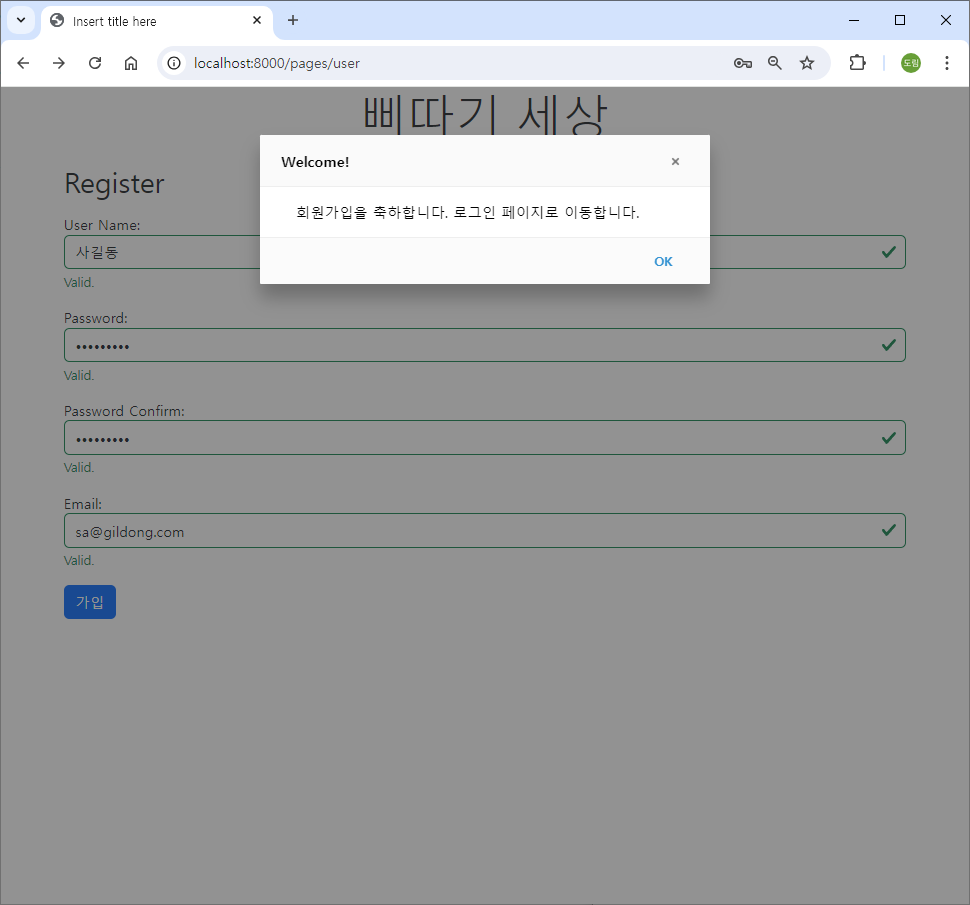 Insert title here
localhost:8000/pages/user
도림
삐따기 세상
Welcome!
회원가입을 축하합니다. 로그인 페이지로 이동합니다.
OK
Register
User Name:
사길동
Valid.
Password:
•••••••••
Valid.
Password Confirm:
•••••••••
Valid.
Email:
sa@gildong.com
Valid.
가입